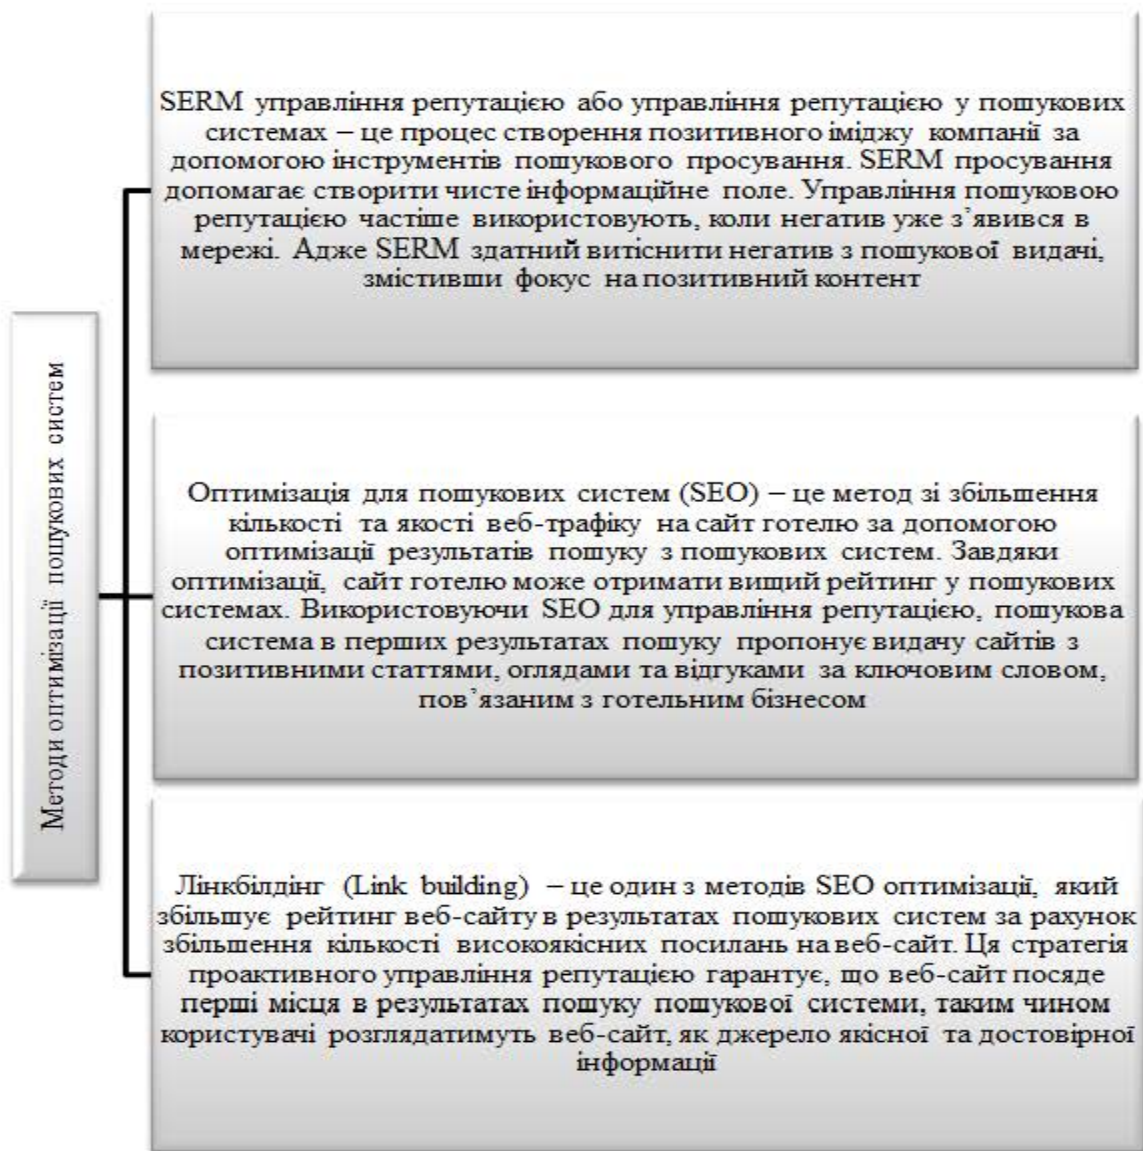 Методи оптимізації пошукових систем
SERM управління репутацією або управління репутацією у пошукових
системах – це процес створення позитивного іміджу компанії за
допомогою інструментів пошукового просування. SERM просування
допомагає створити чисте інформаційне поле. Управління пошуковою
репутацією частіше використовують, коли негатив уже з’явився в
мережі. Адже SERM здатний витіснити негатив з пошукової видачі,
змістивши фокус на позитивний контент
Оптимізація для пошукових систем (SEO) – це метод зі збільшення
кількості та якості веб-трафіку на сайт готелю за допомогою
оптимізації результатів пошуку з пошукових систем. Завдяки
оптимізації, сайт готелю може отримати вищий рейтинг у пошукових
системах. Використовуючи SEO для управління репутацією, пошукова
система в перших результатах пошуку пропонує видачу сайтів з
позитивними статтями, оглядами та відгуками за ключовим словом,
пов’язаним з готельним бізнесом
Лінкбілдінг (Link building) – це один з методів SEO оптимізації, який
збільшує рейтинг веб-сайту в результатах пошукових систем за рахунок
збільшення кількості високоякісних посилань на веб-сайт. Ця стратегія
проактивного управління репутацією гарантує, що веб-сайт посяде
перші місця в результатах пошуку пошукової системи, таким чином
користувачі розглядатимуть веб-сайт, як джерело якісної та достовірної
інформації